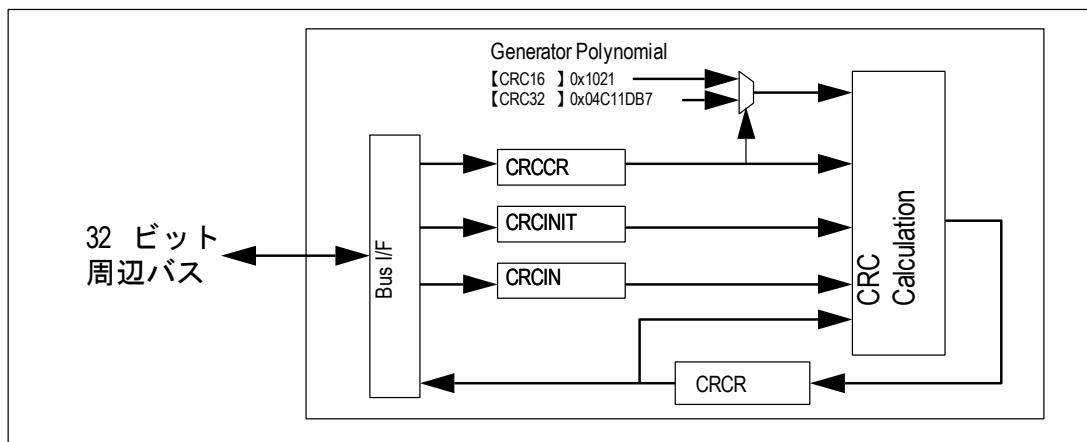 Generator Polynomial
【CRC16 】0x1021
【CRC32 】0x04C11DB7
CRCCR
CRCINIT
CRCIN
32 ビット
周辺バス
Bus I/F
CRC
Calculation
CRCR